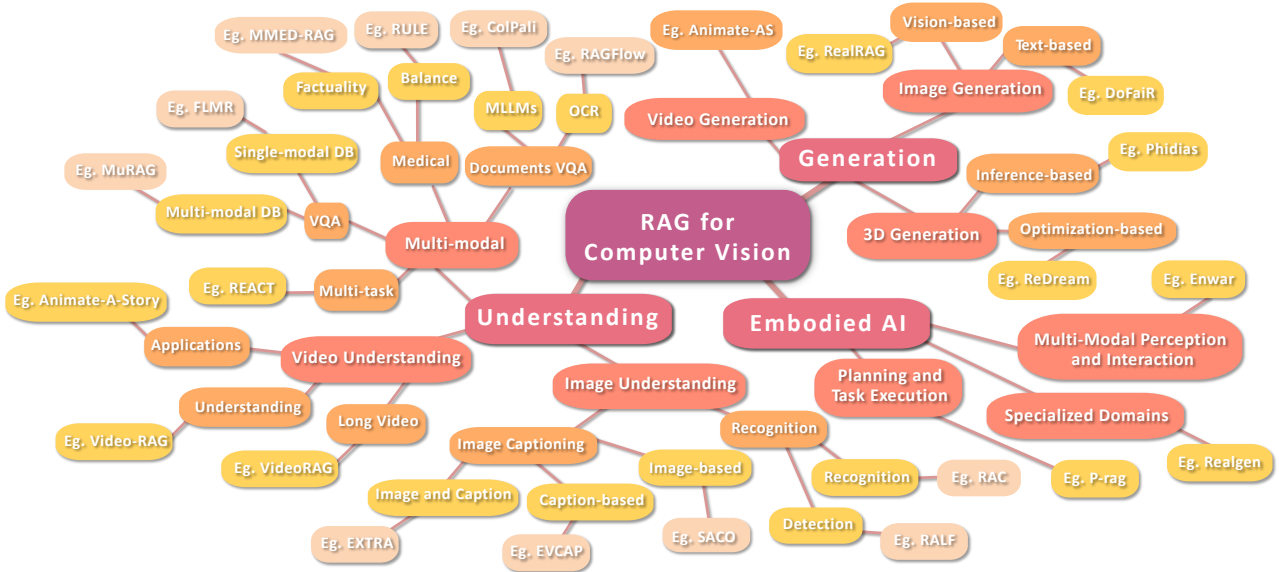 RAG for
Computer Vision
Generation
Video Generation
Eg. Animate-AS
Image Generation
Vision-based
Eg. RealRAG
Text-based
Eg. DoFaiR
3D Generation
Inference-based
Eg. Phidias
Optimization-based
Eg. ReDream
Understanding
Multi-modal
Medical
Factuality
Eg. MMED-RAG
Balance
Eg. RULE
Documents VQA
MLLMs
Eg. ColPali
OCR
Eg. RAGFlow
VQA
Single-modal DB
Eg. FLMR
Multi-modal DB
Eg. MuRAG
Multi-task
Eg. REACT
Video Understanding
Applications
Eg. Animate-A-Story
Understanding
Eg. Video-RAG
Long Video
Eg. VideoRAG
Image Understanding
Image Captioning
Image and Caption
Eg. EXTRA
Caption-based
Eg. EVCAP
Image-based
Eg. SACO
Recognition
Recognition
Eg. RAC
Detection
Eg. RALF
Embodied AI
Multi-Modal Perception
and Interaction
Eg. Enwar
Planning and
Task Execution
Eg. P-rag
Specialized Domains
Eg. Realgen